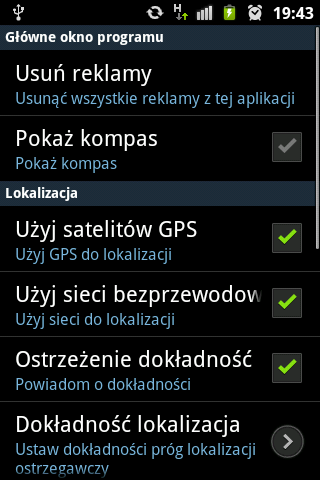 19:43
Główne okno programu
Usuń reklamy
Usunąć wszystkie reklamy z tej aplikacji
Pokaż kompas
Pokaż kompas
Lokalizacja
Użyj satelitów GPS
Użyj GPS do lokalizacji
Użyj sieci bezprzewodow
Użyj sieci do lokalizacji
Ostrzeżenie dokładność
Powiadom o dokładności
Dokładność lokalizacja
Ustaw dokładności próg lokalizacji
ostrzegawczy